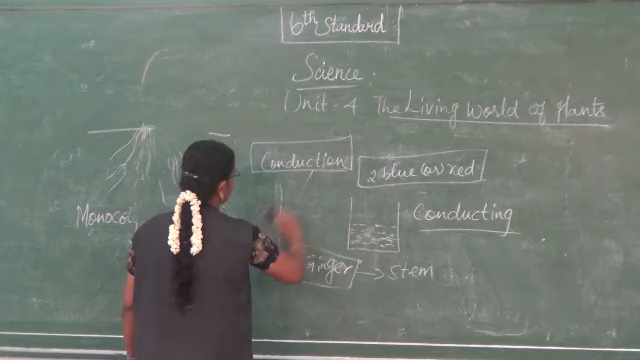 6th Standard
Science.
Unit - 4 The Living World of Plants
Conduction
2 blue (or) red
Monocot,
Conducting
Ginger → stem